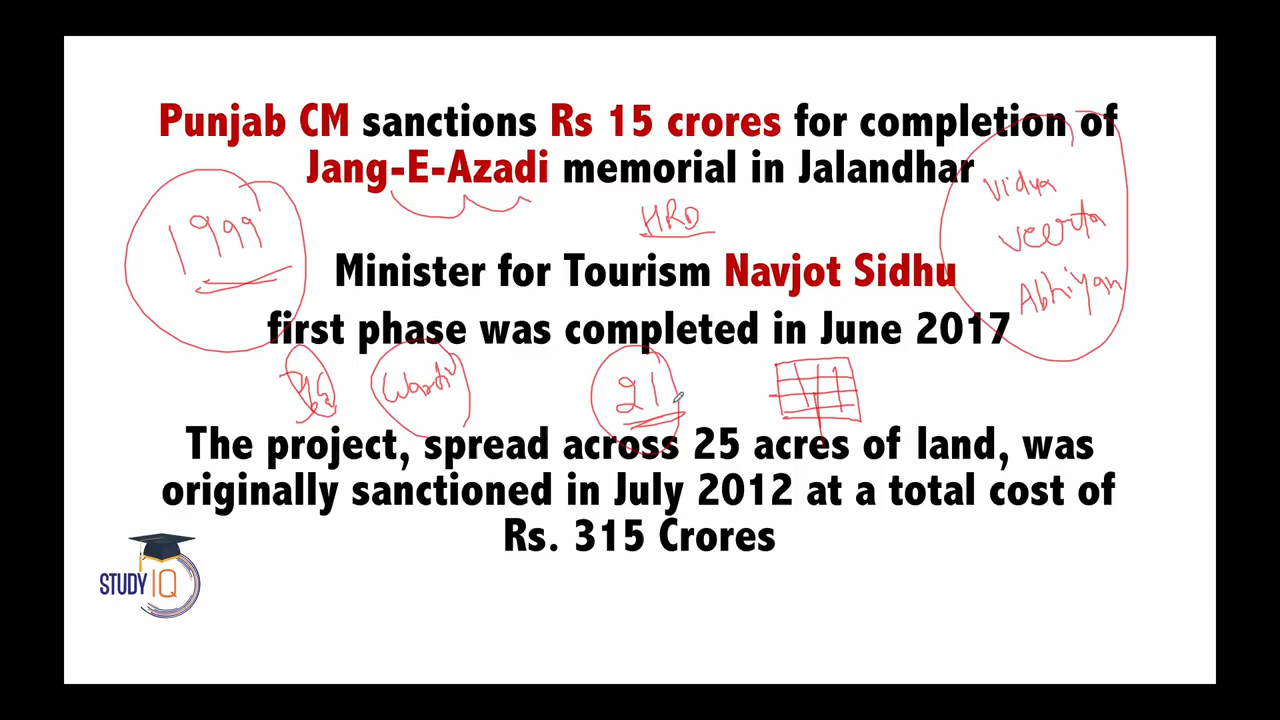 Punjab CM sanctions Rs 15 crores for completion of
Jang-E-Azadi memorial in Jalandhar
Vidya
Veerta
Abhiyan
1999
HRD
Minister for Tourism Navjot Sidhu
first phase was completed in June 2017
21
The project, spread across 25 acres of land, was
originally sanctioned in July 2012 at a total cost of
Rs. 315 Crores
STUDY IQ